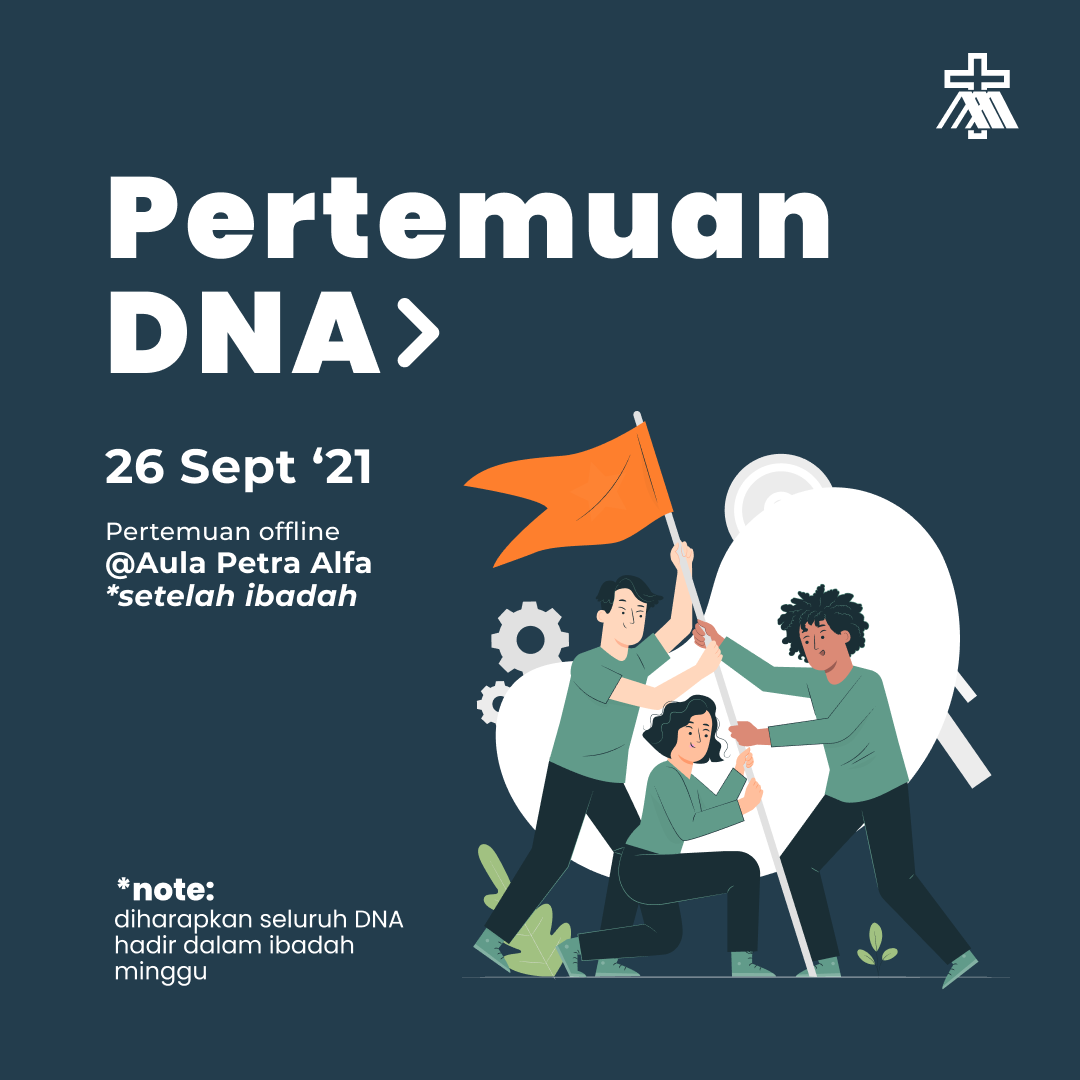 Pertemuan
DNA>
26 Sept ‘21
Pertemuan offline
@Aula Petra Alfa
*setelah ibadah
*note:
diharapkan seluruh DNA
hadir dalam ibadah
minggu